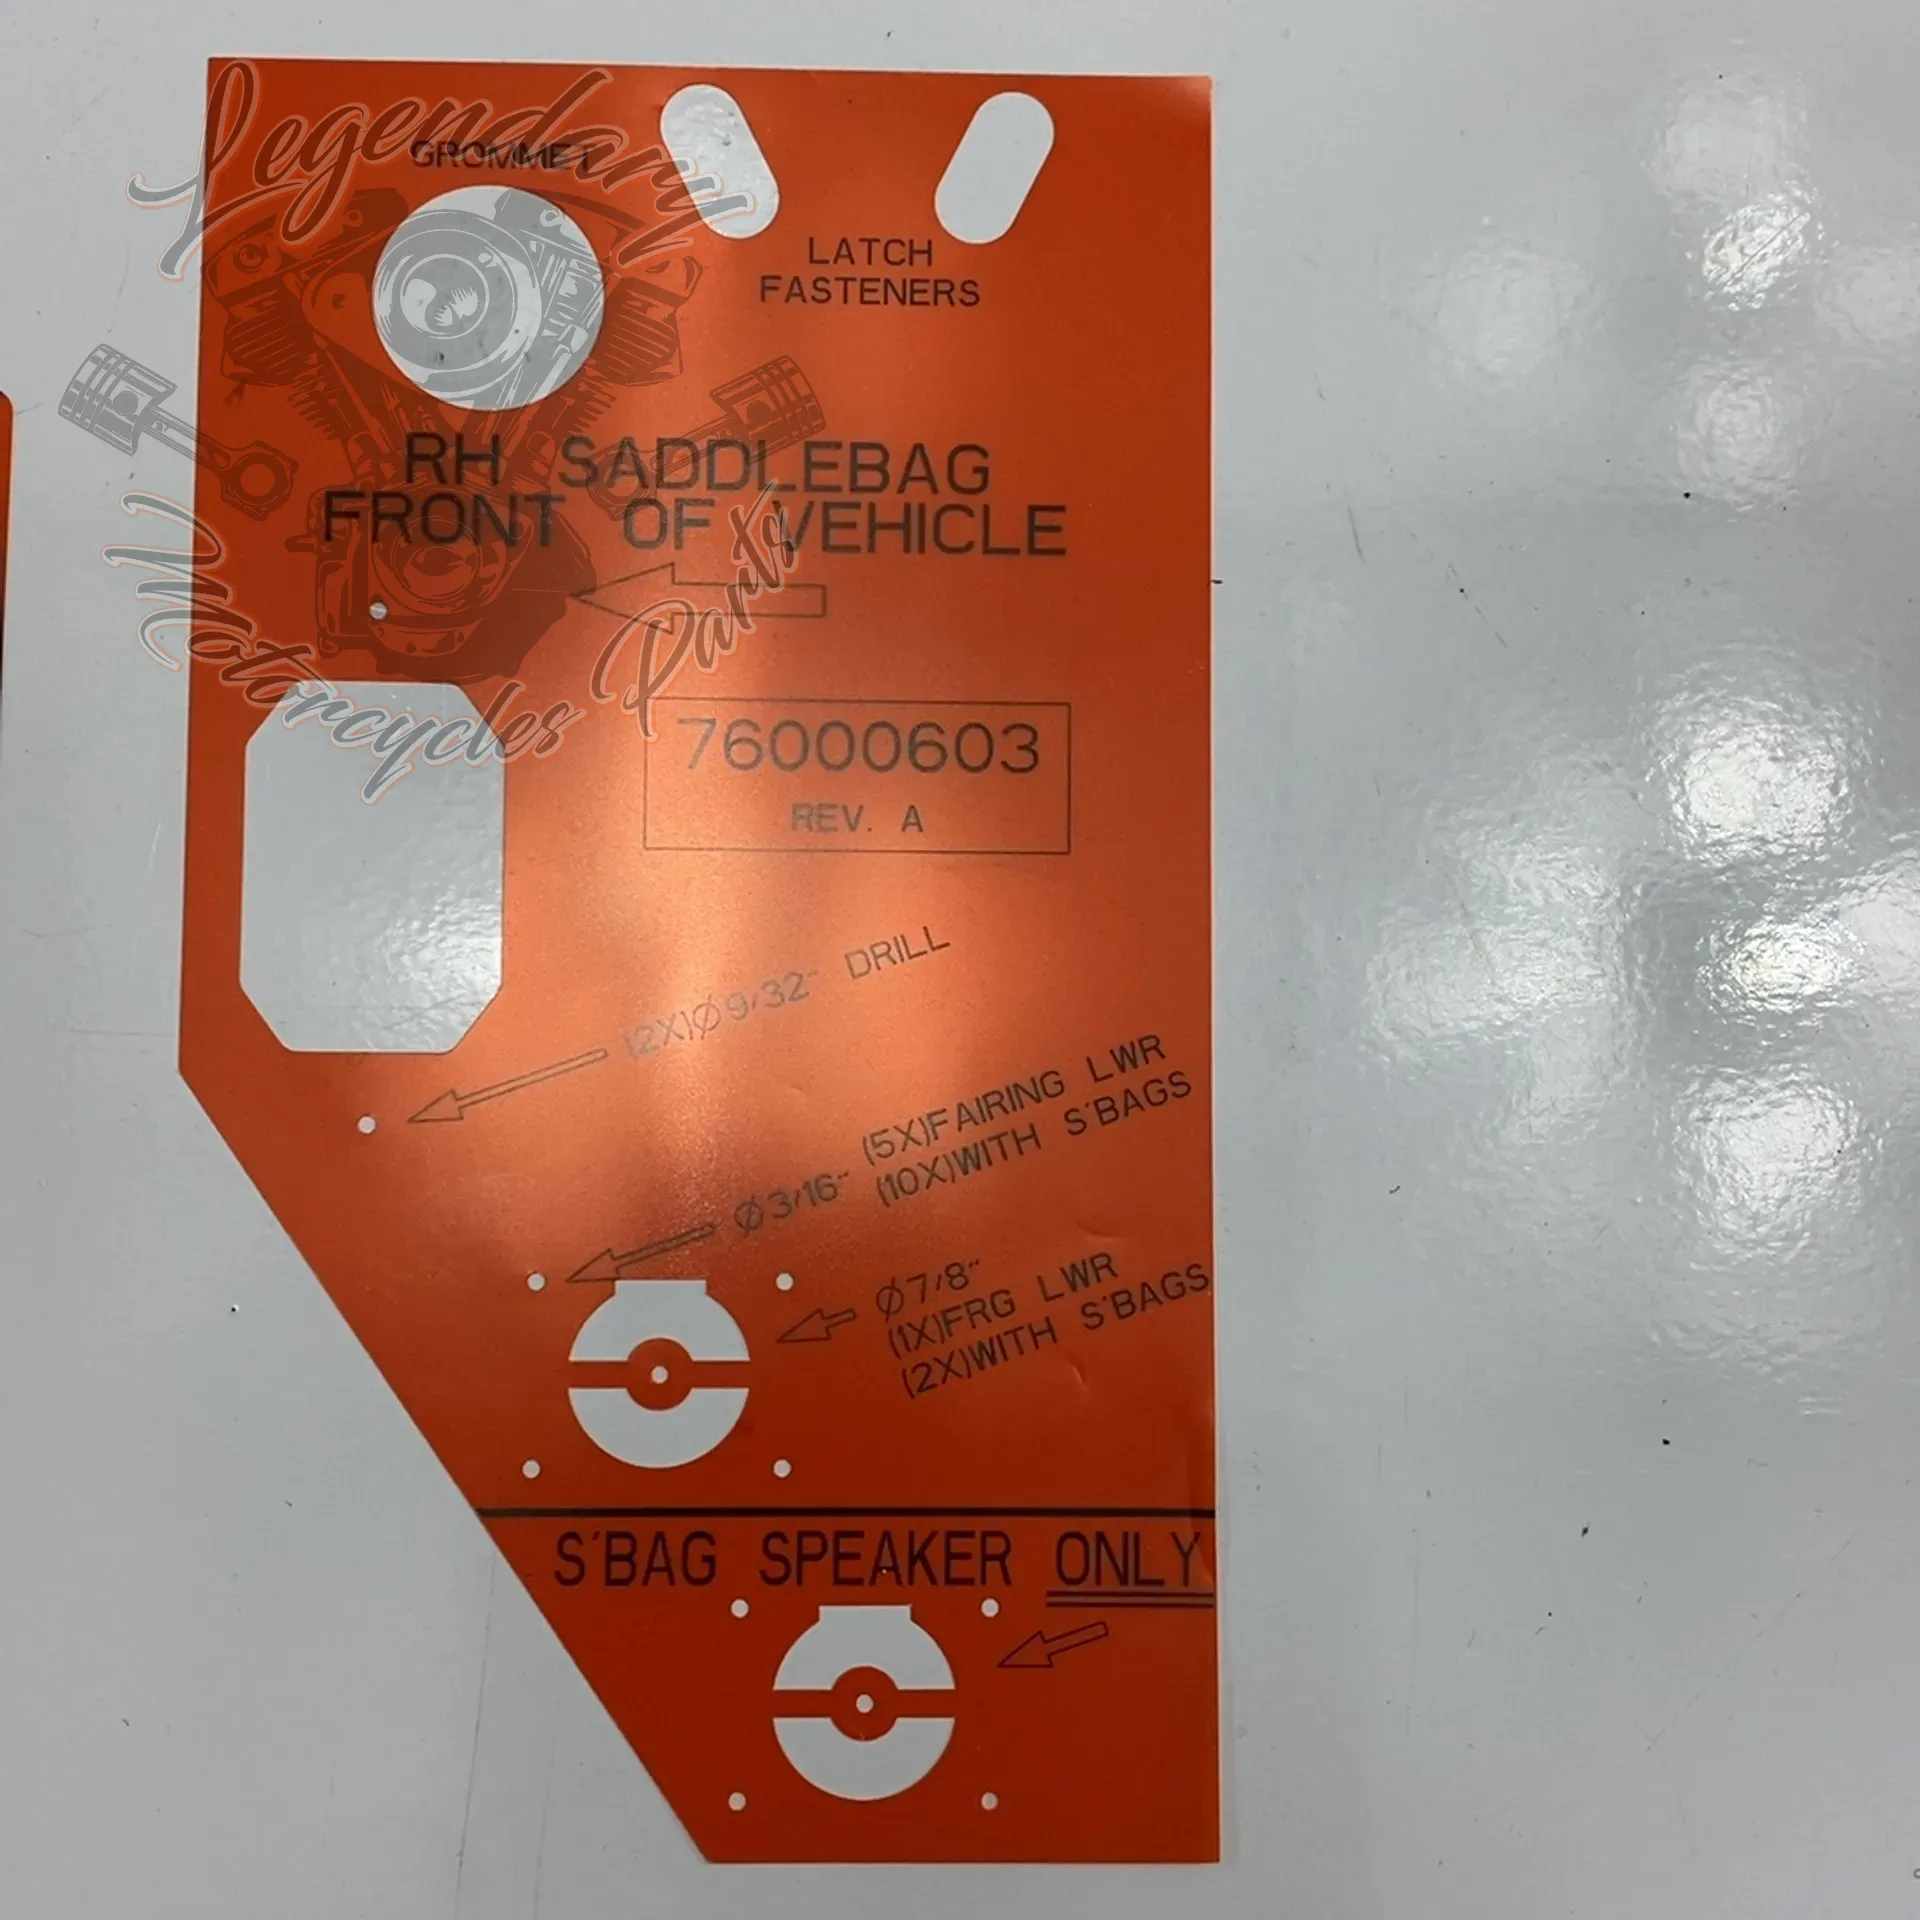 Legendary
Motorcycles Parts
GROMMET
LATCH
FASTENERS
RH SADDLEBAG
FRONT OF VEHICLE
76000603
REV. A
(2X)Ø9/32" DRILL
Ø3/16" (5X)FAIRING LWR
(10X)WITH S'BAGS
Ø7/8"
(1X)FRG LWR
(2X)WITH S'BAGS
S'BAG SPEAKER ONLY